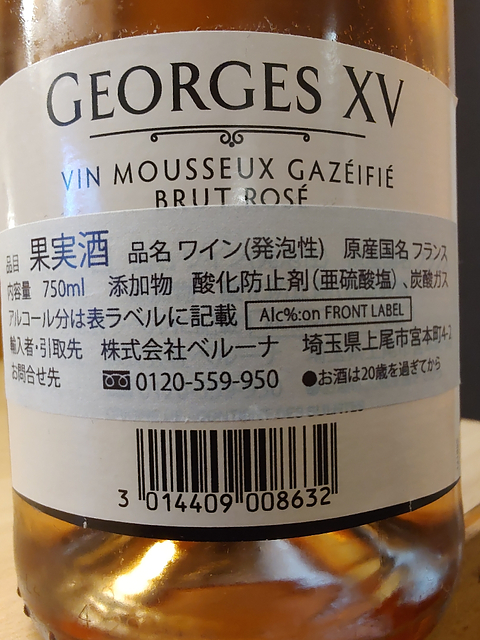 GEORGES XV
VIN MOUSSEUX GAZÉIFIÉ
BRUT ROSÉ
品目 果実酒 品名 ワイン(発泡性) 原産国名 フランス
内容量 750ml 添加物 酸化防止剤(亜硫酸塩)、炭酸ガス
アルコール分は表ラベルに記載 Alc%:on FRONT LABEL
輸入者・引取先 株式会社ベルーナ 埼玉県上尾市宮本町4-2
お問合せ先 0120-559-950 ●お酒は20歳を過ぎてから
3 014409 008632